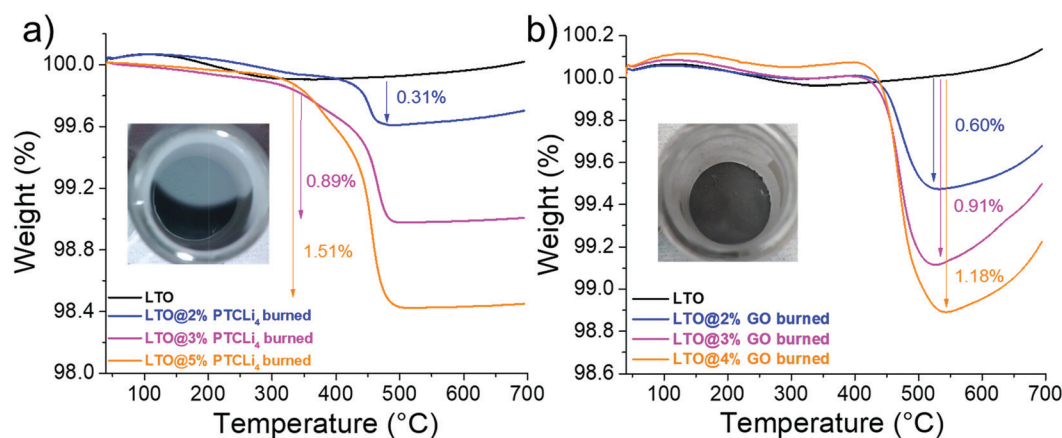 a)
Weight (%)
100.0
99.6
99.2
98.8
98.4
98.0
0.31%
0.89%
1.51%
LTO
LTO@2% PTCLi₄ burned
LTO@3% PTCLi₄ burned
LTO@5% PTCLi₄ burned
100 200 300 400 500 600 700
Temperature (°C)
b)
Weight (%)
100.2
100.0
99.8
99.6
99.4
99.2
99.0
98.8
98.6
0.60%
0.91%
1.18%
LTO
LTO@2% GO burned
LTO@3% GO burned
LTO@4% GO burned
100 200 300 400 500 600 700
Temperature (°C)